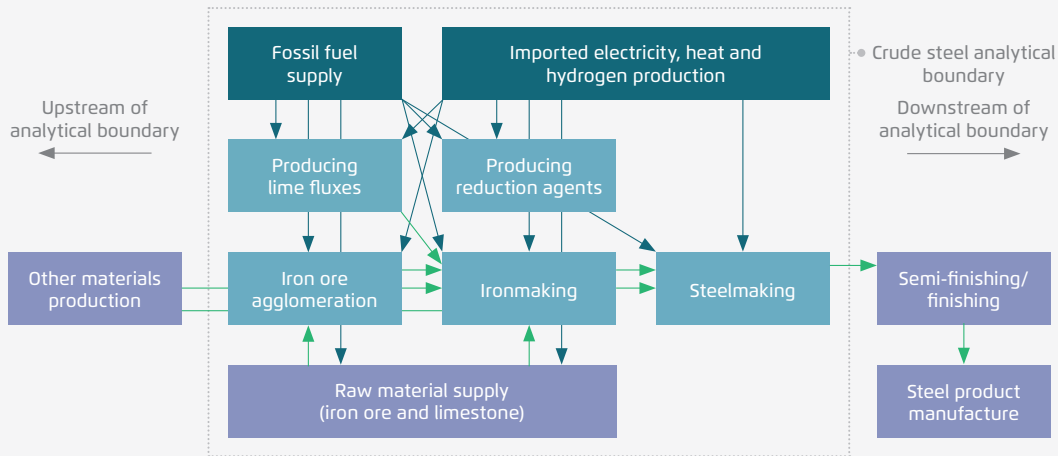 Fossil fuel
supply
Imported electricity, heat and
hydrogen production
Crude steel analytical
boundary
Upstream of
analytical boundary
Downstream of
analytical boundary
Producing
lime fluxes
Producing
reduction agents
Other materials
production
Iron ore
agglomeration
Ironmaking
Steelmaking
Semi-finishing/
finishing
Raw material supply
(iron ore and limestone)
Steel product
manufacture